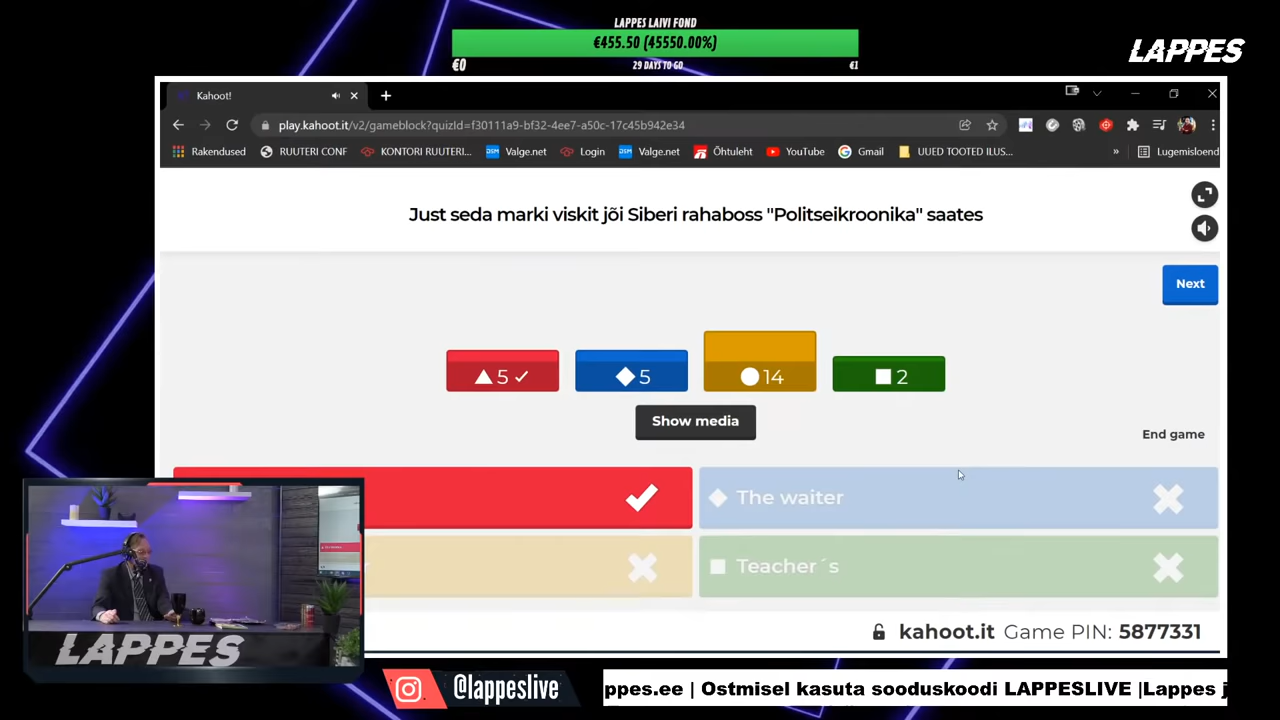 LAPPES LAIVI FOND
€455.50 (45550.00%)
€0
29 DAYS TO GO
€1
LAPPES
Kahoot!
play.kahoot.it/v2/gameblock?quizId=f30111a9-bf32-4ee7-a50c-17c45b942e34
Rakendused
RUUTERI CONF
KONTORI RUUTERI...
DSM
Valge.net
Login
DSM
Valge.net
Õhtuleht
YouTube
Gmail
UUED TOOTED ILUS...
»
Lugemisloend
Just seda marki viskit jõi Siberi rahaboss "Politseikroonika" saates
Next
5
5
14
2
Show media
End game
The waiter
r
Teacher´s
LAPPES
kahoot.it Game PIN: 5877331
@lappeslive
ppes.ee | Ostmisel kasuta sooduskoodi LAPPESLIVE |Lappes j